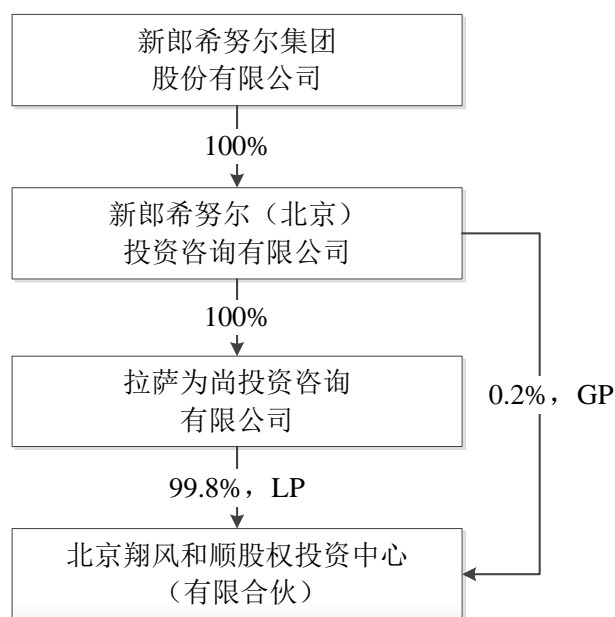 新郎希努尔集团
股份有限公司
100%
新郎希努尔（北京）
投资咨询有限公司
100%
拉萨为尚投资咨询
有限公司
0.2%，GP
99.8%，LP
北京翔风和顺股权投资中心
（有限合伙）